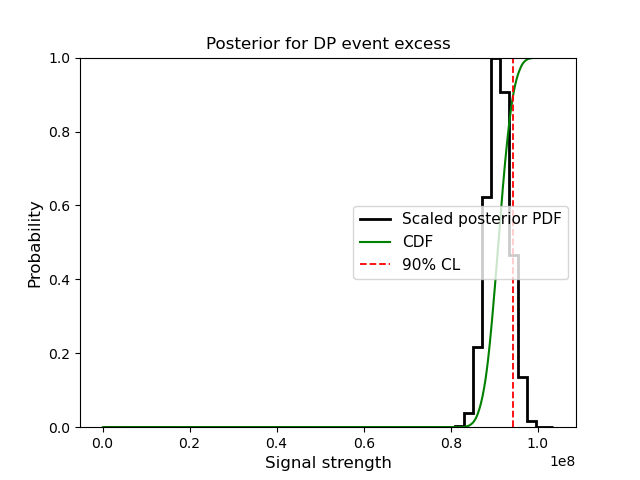 Posterior for DP event excess
Probability
1.0
0.8
0.6
0.4
0.2
0.0
Scaled posterior PDF
CDF
90% CL
0.0 0.2 0.4 0.6 0.8 1.0
1e8
Signal strength